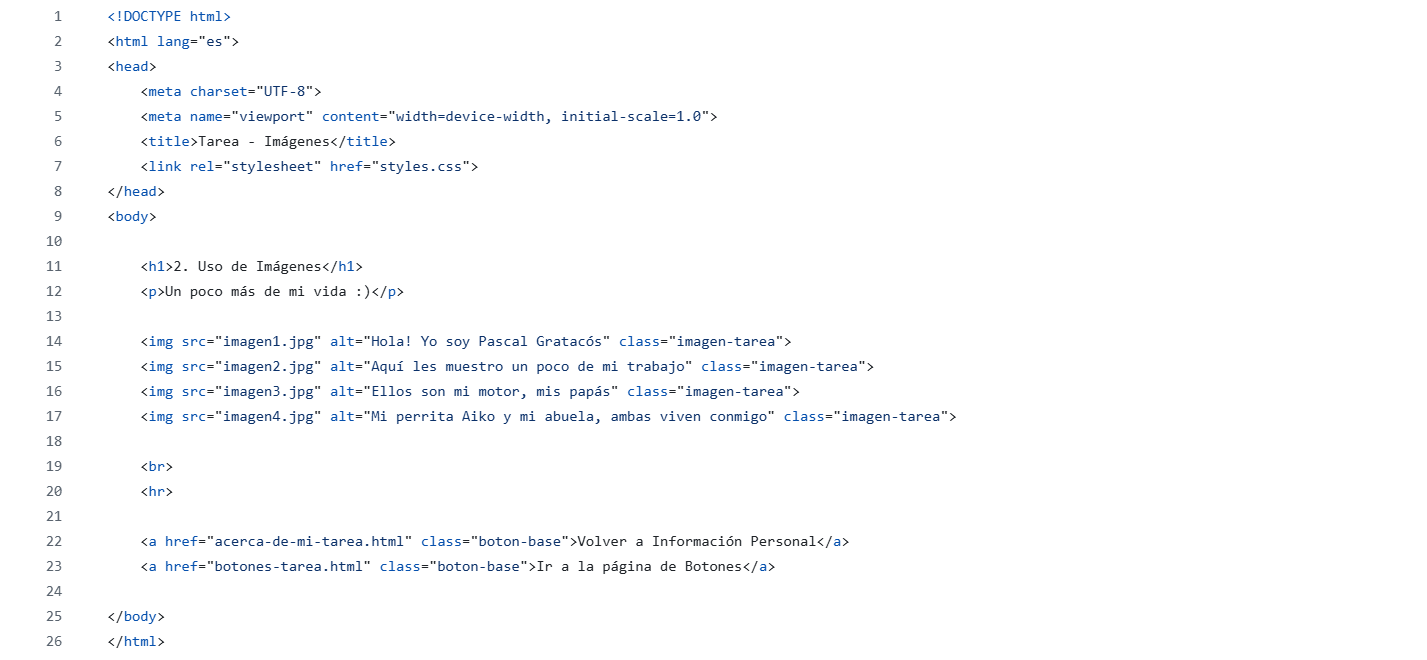 1 <!DOCTYPE html>
2 <html lang="es">
3 <head>
4     <meta charset="UTF-8">
5     <meta name="viewport" content="width=device-width, initial-scale=1.0">
6     <title>Tarea - Imágenes</title>
7     <link rel="stylesheet" href="styles.css">
8 </head>
9 <body>
10
11     <h1>2. Uso de Imágenes</h1>
12     <p>Un poco más de mi vida :)</p>
13
14     <img src="imagen1.jpg" alt="Hola! Yo soy Pascal Gratacós" class="imagen-tarea">
15     <img src="imagen2.jpg" alt="Aquí les muestro un poco de mi trabajo" class="imagen-tarea">
16     <img src="imagen3.jpg" alt="Ellos son mi motor, mis papás" class="imagen-tarea">
17     <img src="imagen4.jpg" alt="Mi perrita Aiko y mi abuela, ambas viven conmigo" class="imagen-tarea">
18
19     <br>
20     <hr>
21
22     <a href="acerca-de-mi-tarea.html" class="boton-base">Volver a Información Personal</a>
23     <a href="botones-tarea.html" class="boton-base">Ir a la página de Botones</a>
24
25 </body>
26 </html>